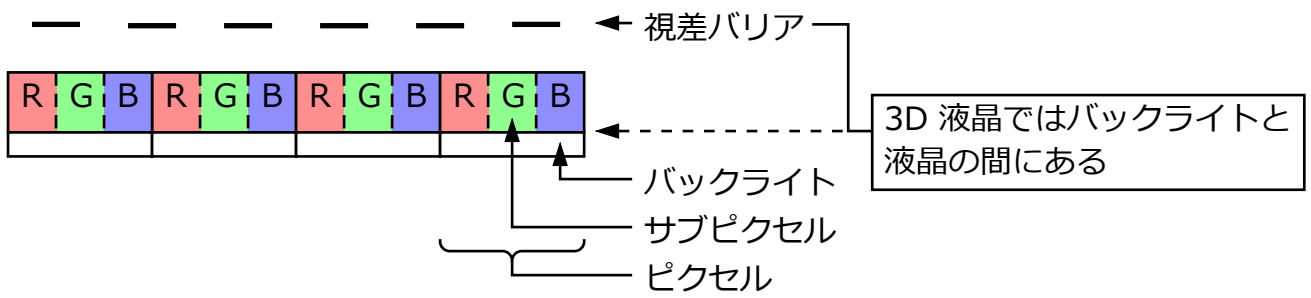 視差バリア
R G B R G B R G B R G B
3D 液晶ではバックライトと
液晶の間にある
バックライト
サブピクセル
ピクセル